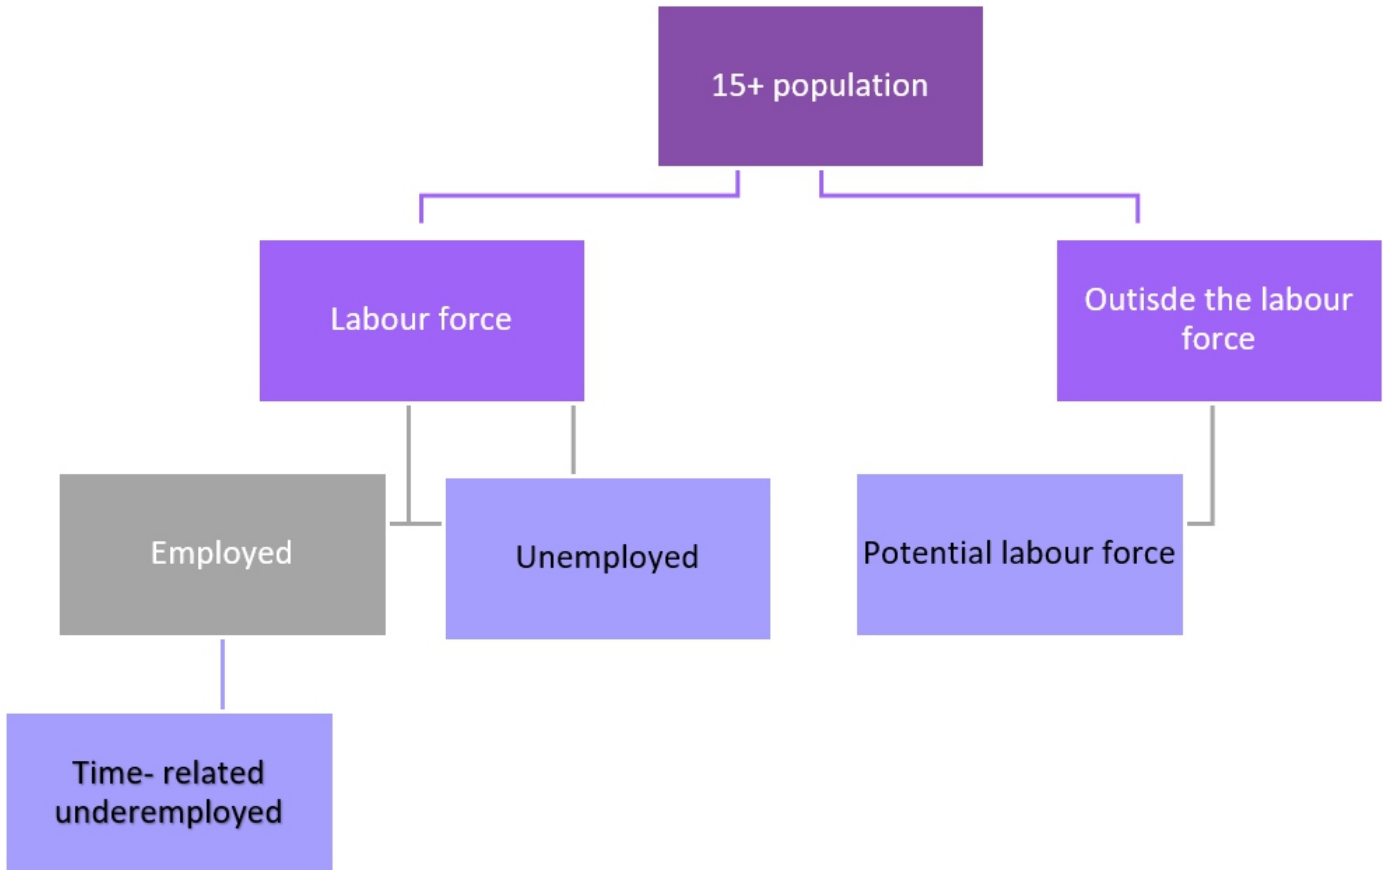 15+ population
Labour force
Outisde the labour
force
Employed
Unemployed
Potential labour force
Time- related
underemployed